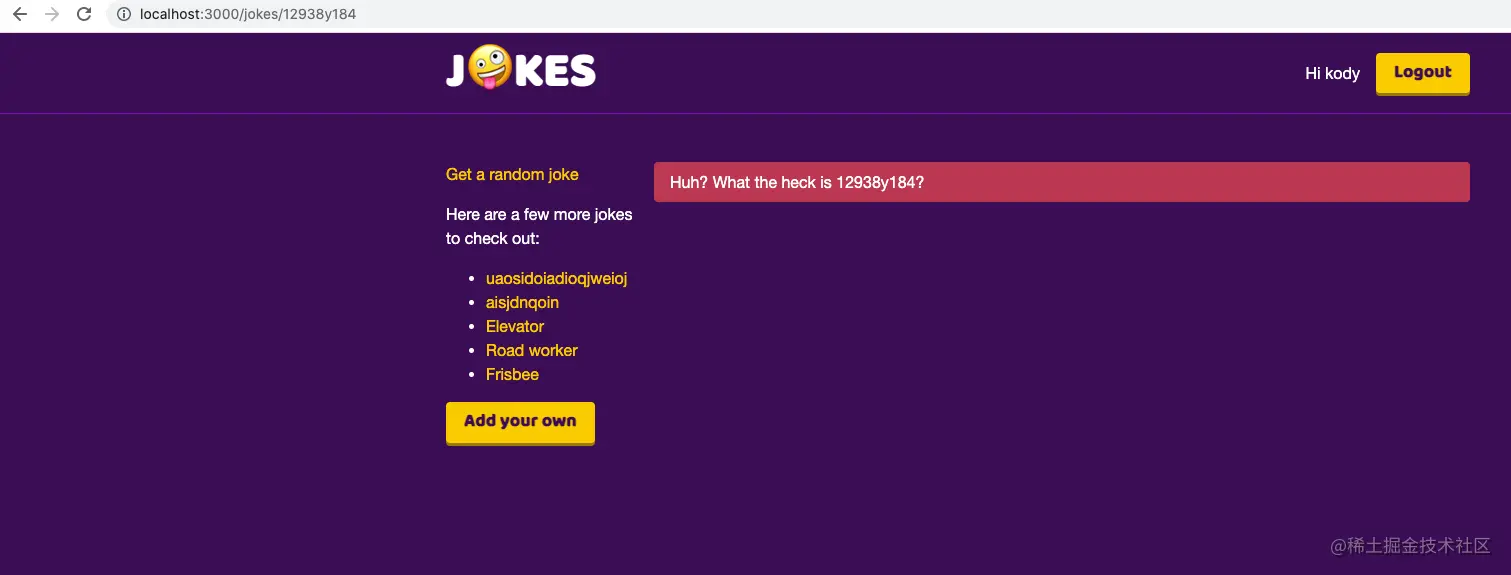 localhost:3000/jokes/12938y184
J🤪KES
Hi kody
Logout
Get a random joke
Huh? What the heck is 12938y184?
Here are a few more jokes
to check out:
uaosidoiadioqjweioj
aisjdnqoin
Elevator
Road worker
Frisbee
Add your own
@稀土掘金技术社区